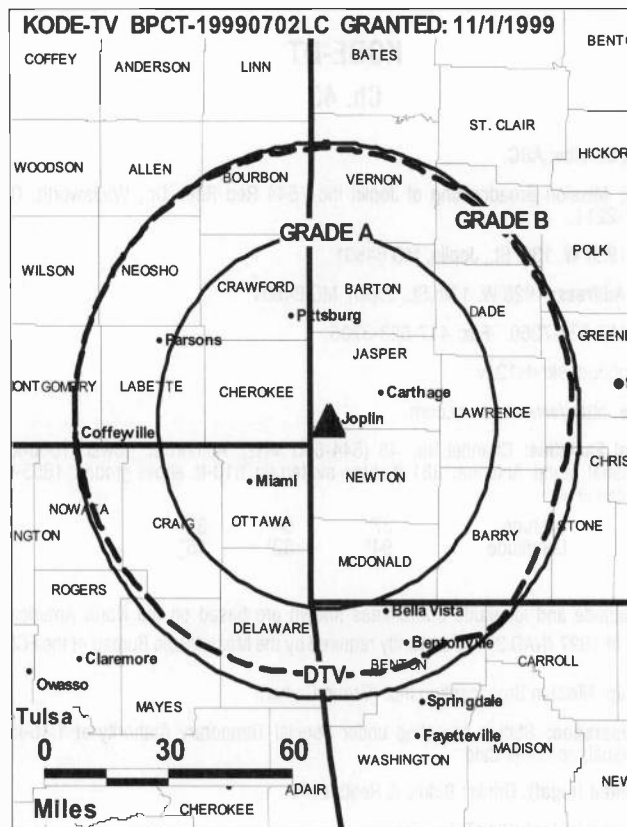 KODE-TV BPCT-19990702LC GRANTED: 11/1/1999
COFFEY
ANDERSON
LINN
BATES
BENT
ST. CLAIR
HICKOR
WOODSON
ALLEN
BOURBON
VERNON
GRADE A
GRADE B
POLK
WILSON
NEOSHO
CRAWFORD
BARTON
DADE
Pittsburg
GREENE
Parsons
JASPER
ONTGOMERY
LABETTE
CHEROKEE
Carthage
LAWRENCE
Joplin
Coffeyville
CHRIS
Miami
NEWTON
NOWATA
CRAIG
OTTAWA
BARRY
STONE
NGTON
MCDONALD
ROGERS
Bella Vista
DELAWARE
Bentonville
Claremore
DTV
BENTON
CARROLL
Owasso
MAYES
Springdale
Tulsa
Fayetteville
MADISON
WASHINGTON
0 30 60
Miles
ADAIR
NEW
CHEROKEE